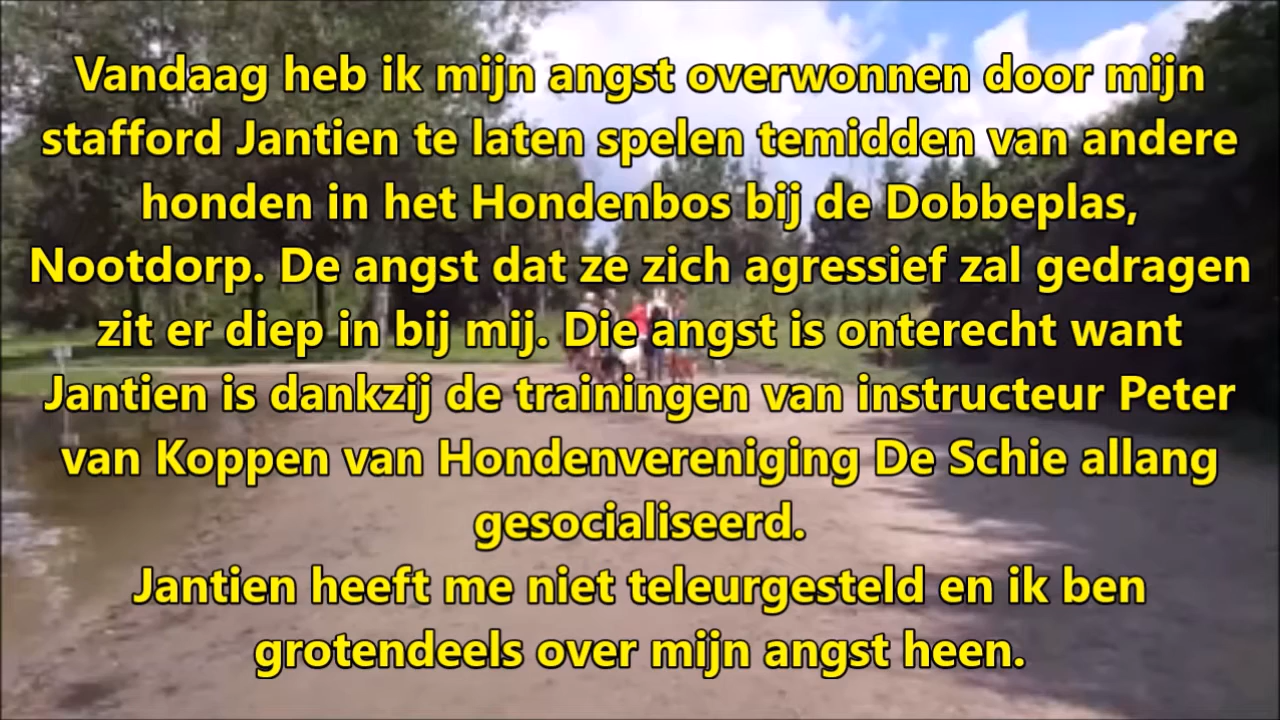 Vandaag heb ik mijn angst overwonnen door mijn
stafford Jantien te laten spelen temidden van andere
honden in het Hondenbos bij de Dobbeplas,
Nootdorp. De angst dat ze zich agressief zal gedragen
zit er diep in bij mij. Die angst is onterecht want
Jantien is dankzij de trainingen van instructeur Peter
van Koppen van Hondenvereniging De Schie allang
gesocialiseerd.
Jantien heeft me niet teleurgesteld en ik ben
grotendeels over mijn angst heen.